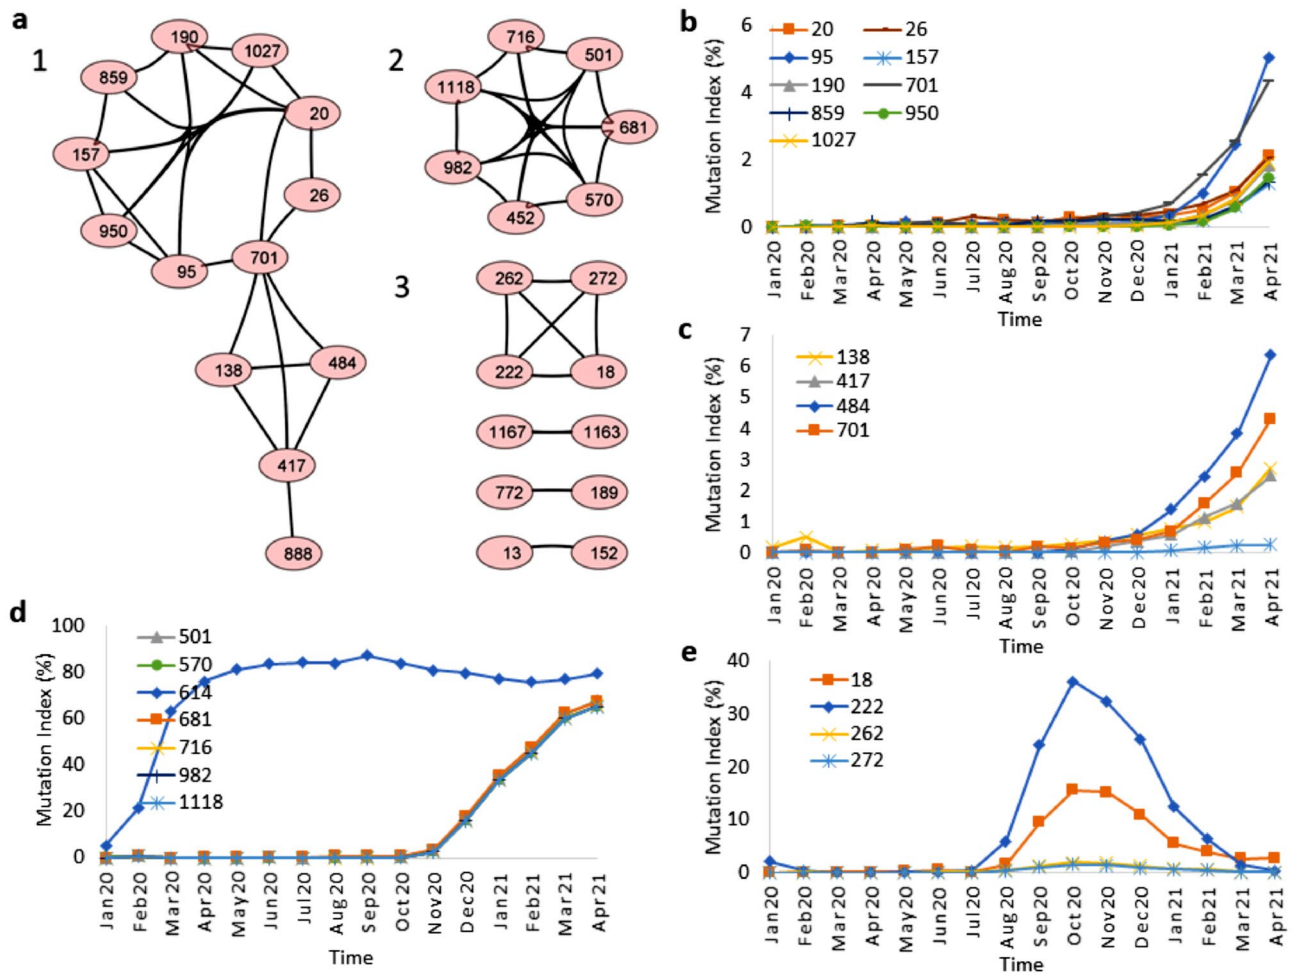 a
1
190
1027
859
20
157
26
950
95
701
138
484
417
888
2
716
501
1118
681
982
570
452
3
262
272
222
18
1167
1163
772
189
13
152
b
Mutation Index (%)
6
4
2
0
20
26
95
157
190
701
859
950
1027
Jan20
Feb20
Mar20
Apr20
May20
Jun20
Jul20
Aug20
Sep20
Oct20
Nov20
Dec20
Jan21
Feb21
Mar21
Apr21
Time
c
Mutation Index (%)
7
6
5
4
3
2
1
0
138
417
484
701
Jan20
Feb20
Mar20
Apr20
May20
Jun20
Jul20
Aug20
Sep20
Oct20
Nov20
Dec20
Jan21
Feb21
Mar21
Apr21
Time
d
Mutation Index (%)
100
80
60
40
20
0
501
570
614
681
716
982
1118
Jan20
Feb20
Mar20
Apr20
May20
Jun20
Jul20
Aug20
Sep20
Oct20
Nov20
Dec20
Jan21
Feb21
Mar21
Apr21
Time
e
Mutation Index (%)
40
30
20
10
0
18
222
262
272
Jan20
Feb20
Mar20
Apr20
May20
Jun20
Jul20
Aug20
Sep20
Oct20
Nov20
Dec20
Jan21
Feb21
Mar21
Apr21
Time